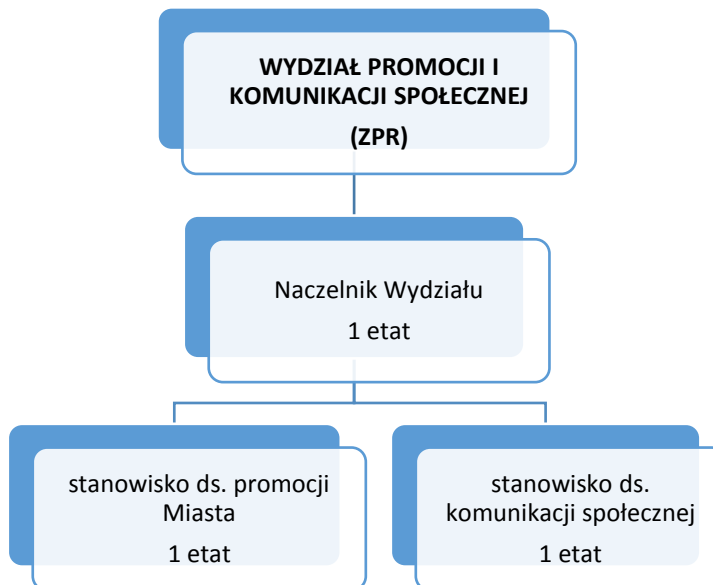 WYDZIAŁ PROMOCJI I
KOMUNIKACJI SPOŁECZNEJ
(ZPR)
Naczelnik Wydziału
1 etat
stanowisko ds. promocji
Miasta
1 etat
stanowisko ds.
komunikacji społecznej
1 etat